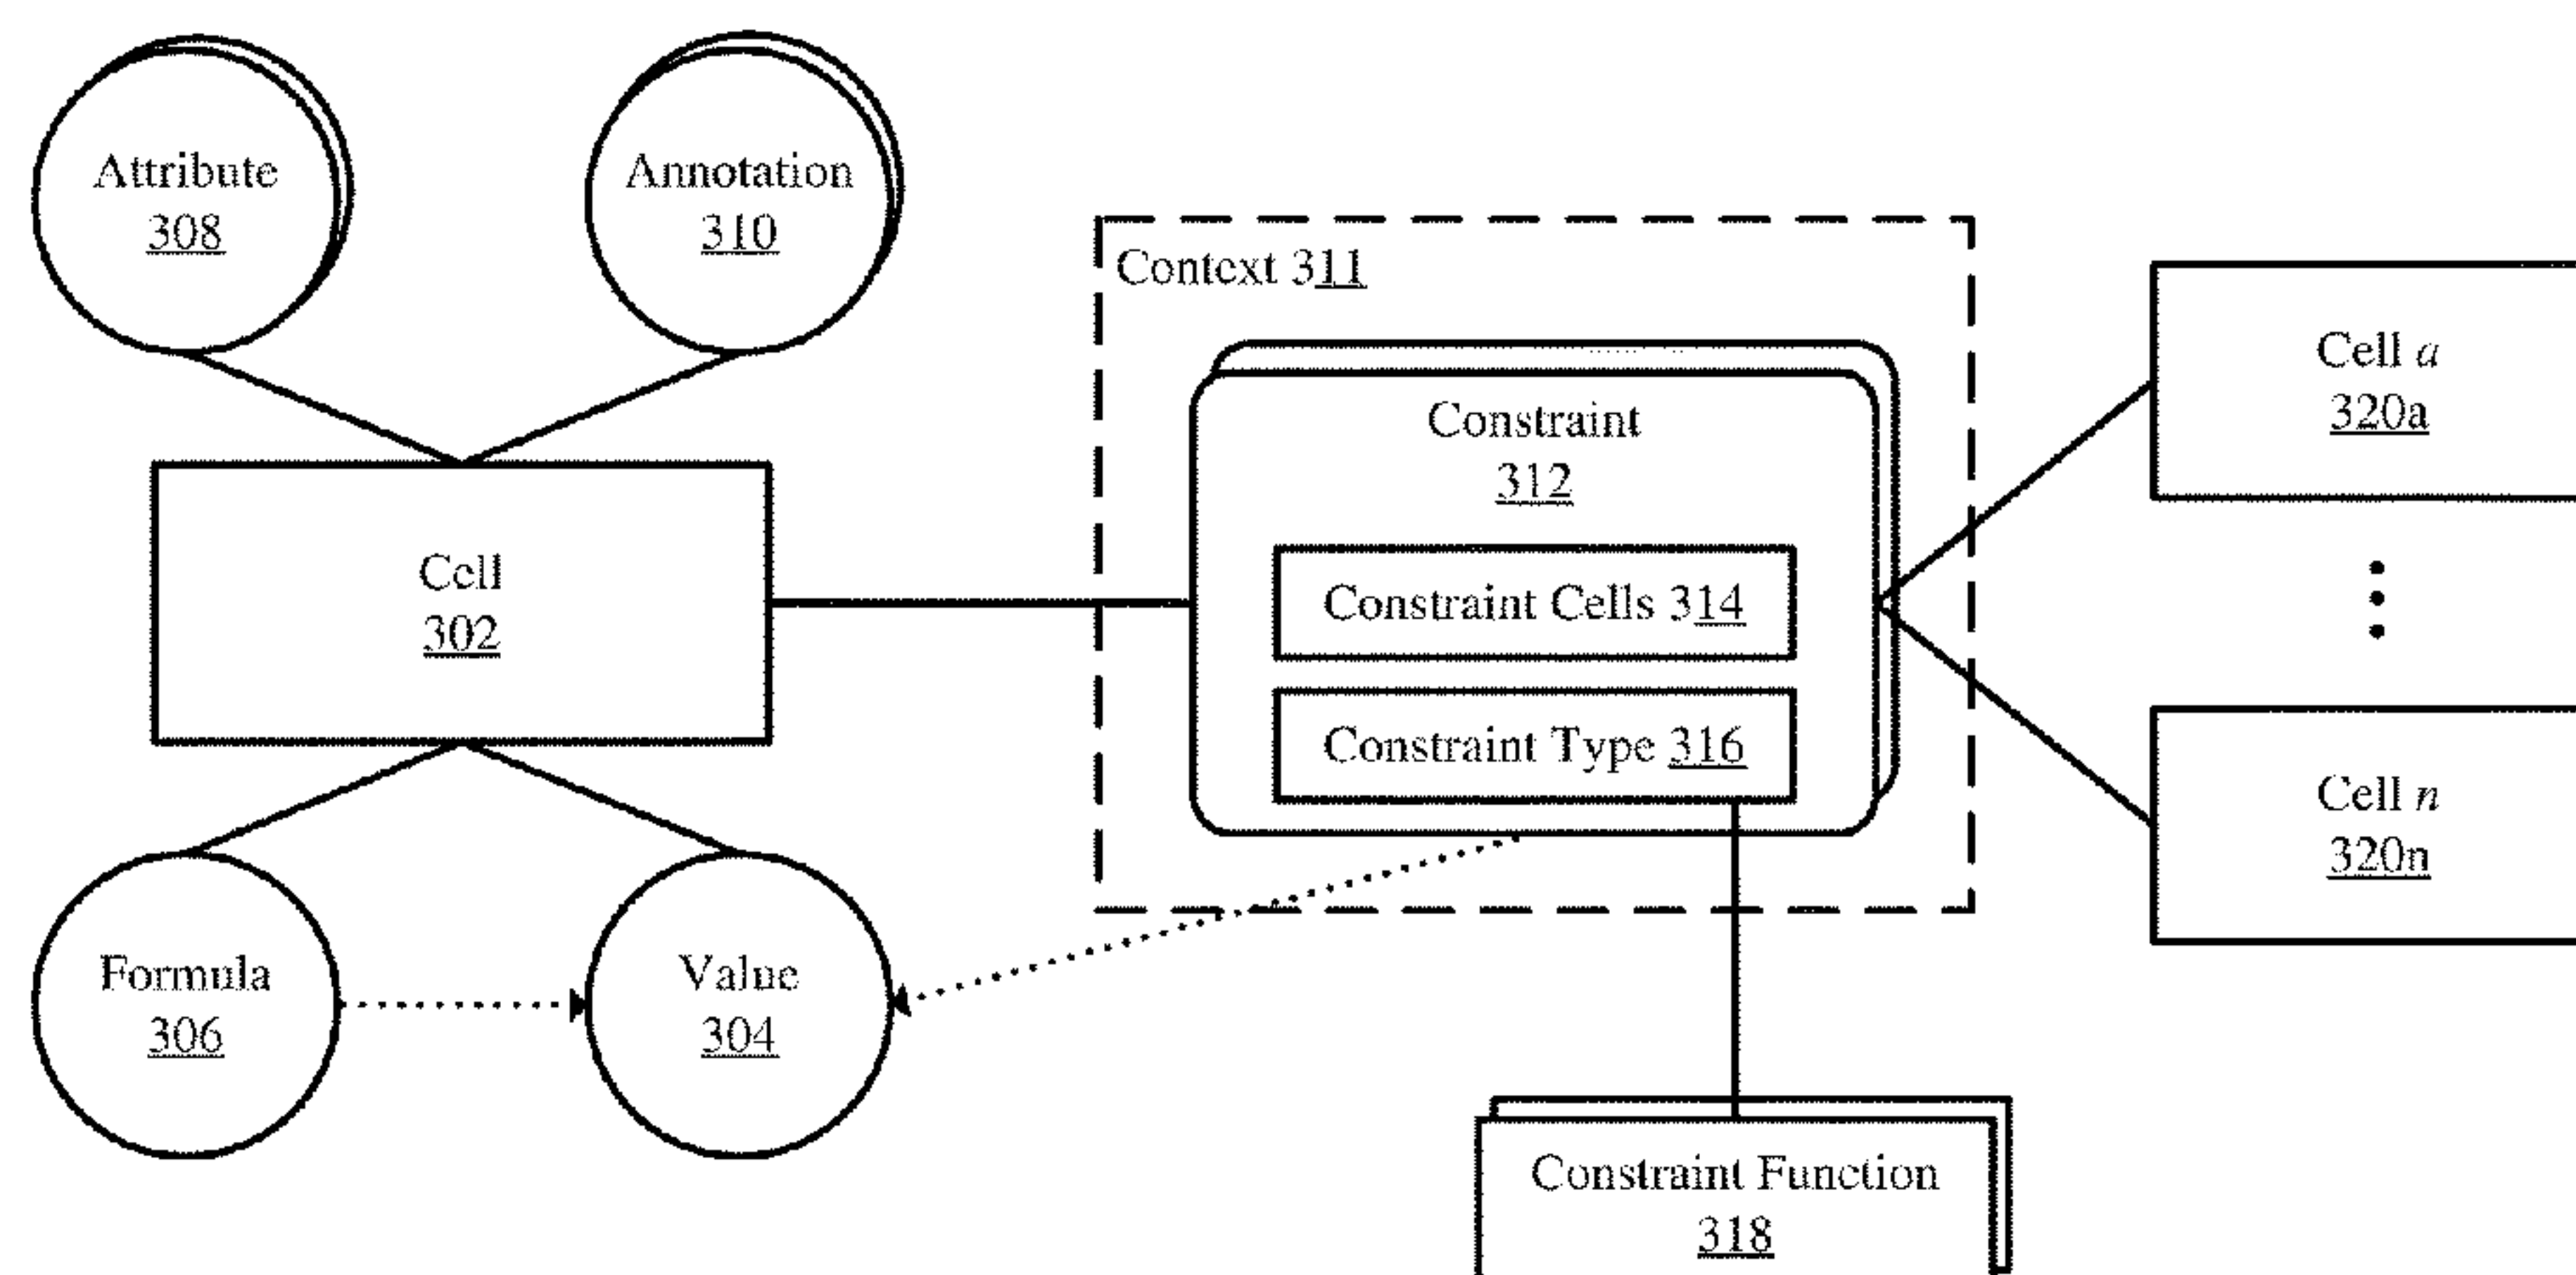 Attribute
308
Annotation
310
Context 311
Constraint
312
Constraint Cells 314
Constraint Type 316
Cell a
320a
Cell
302
Cell n
320n
Formula
306
Value
304
Constraint Function
318